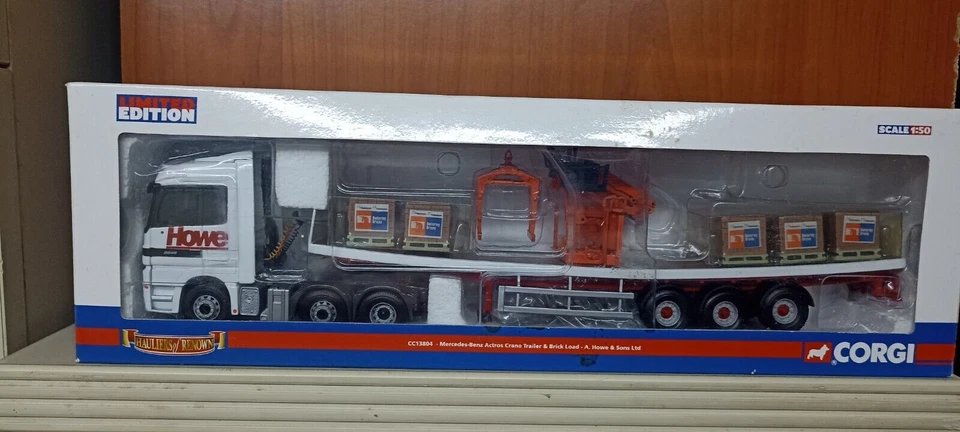 LIMITED
EDITION
SCALE 1:50
Howe
HAULIERS of RENOWN
CC13804 - Mercedes-Benz Actros Crane Trailer & Brick Load - A. Howe & Sons Ltd
CORGI